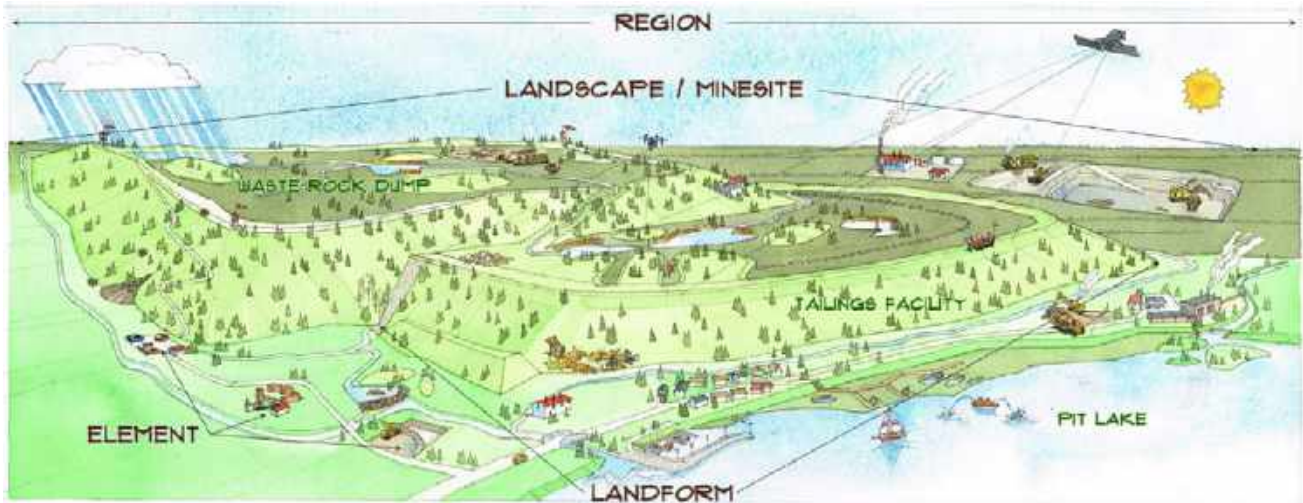 REGION
LANDSCAPE / MINESITE
WASTE ROCK DUMP
TAILINGS FACILITY
ELEMENT
PIT LAKE
LANDFORM